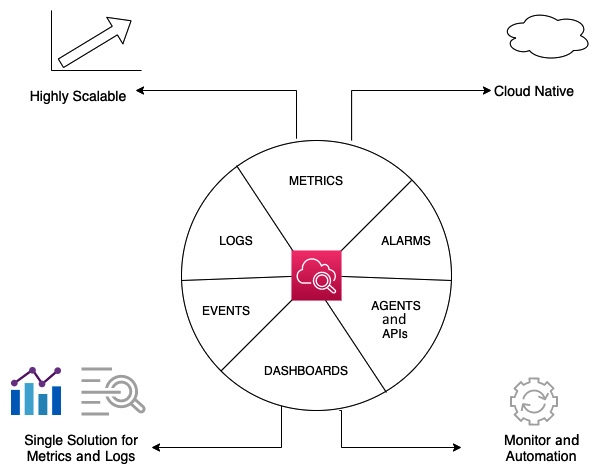 Highly Scalable
Cloud Native
METRICS
LOGS
ALARMS
EVENTS
AGENTS
and
APIs
DASHBOARDS
Single Solution for
Metrics and Logs
Monitor and
Automation